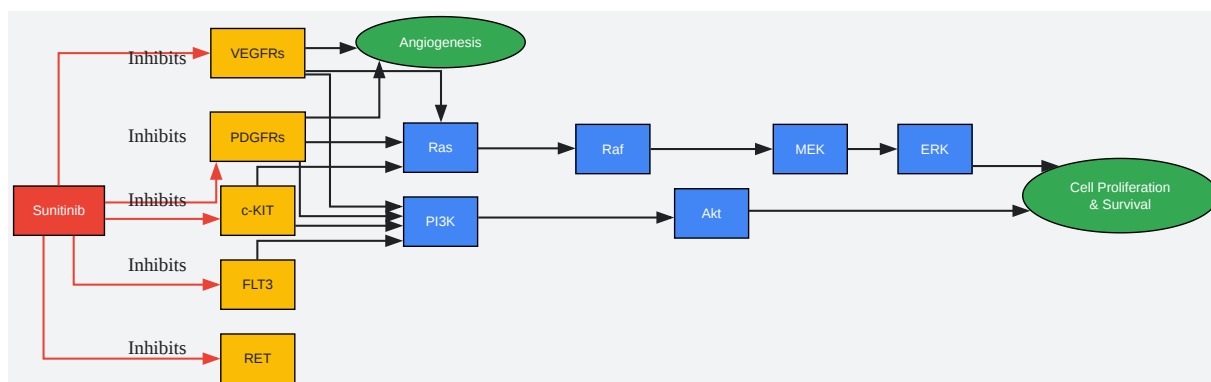 Inhibits
VEGFRs
Angiogenesis
Inhibits
PDGFRs
Ras
Raf
MEK
ERK
Sunitinib
Inhibits
c-KIT
PI3K
Akt
Cell Proliferation
& Survival
Inhibits
FLT3
Inhibits
RET